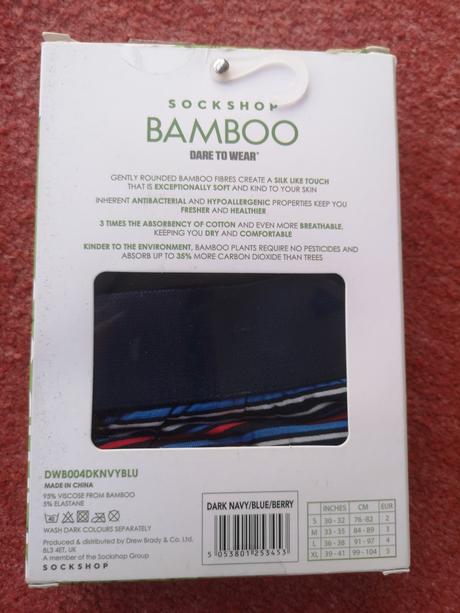 SOCKSHOP
BAMBOO
DARE TO WEAR
GENTLY ROUNDED BAMBOO FIBRES CREATE A SILK LIKE TOUCH
THAT IS EXCEPTIONALLY SOFT AND KIND TO YOUR SKIN
INHERENT ANTIBACTERIAL AND HYPOALLERGENIC PROPERTIES KEEP YOU
FRESHER AND HEALTHIER
3 TIMES THE ABSORBENCY OF COTTON AND EVEN MORE BREATHABLE,
KEEPING YOU DRY AND COMFORTABLE
KINDER TO THE ENVIRONMENT, BAMBOO PLANTS REQUIRE NO PESTICIDES AND
ABSORB UP TO 35% MORE CARBON DIOXIDE THAN TREES
DWB004DKNVYBLU
MADE IN CHINA
95% VISCOSE FROM BAMBOO
5% ELASTANE
WASH DARK COLOURS SEPARATELY
Produced & distributed by Drew Brady & Co. Ltd.
BL3 4ET, UK
A member of the Sockshop Group
SOCKSHOP
DARK NAVY/BLUE/BERRY
5 053801 253453
INCHES CM EUR
S 30-32 76-82 2
M 33-35 84-89 3
L 36-38 91-97 4
XL 39-41 99-104 5